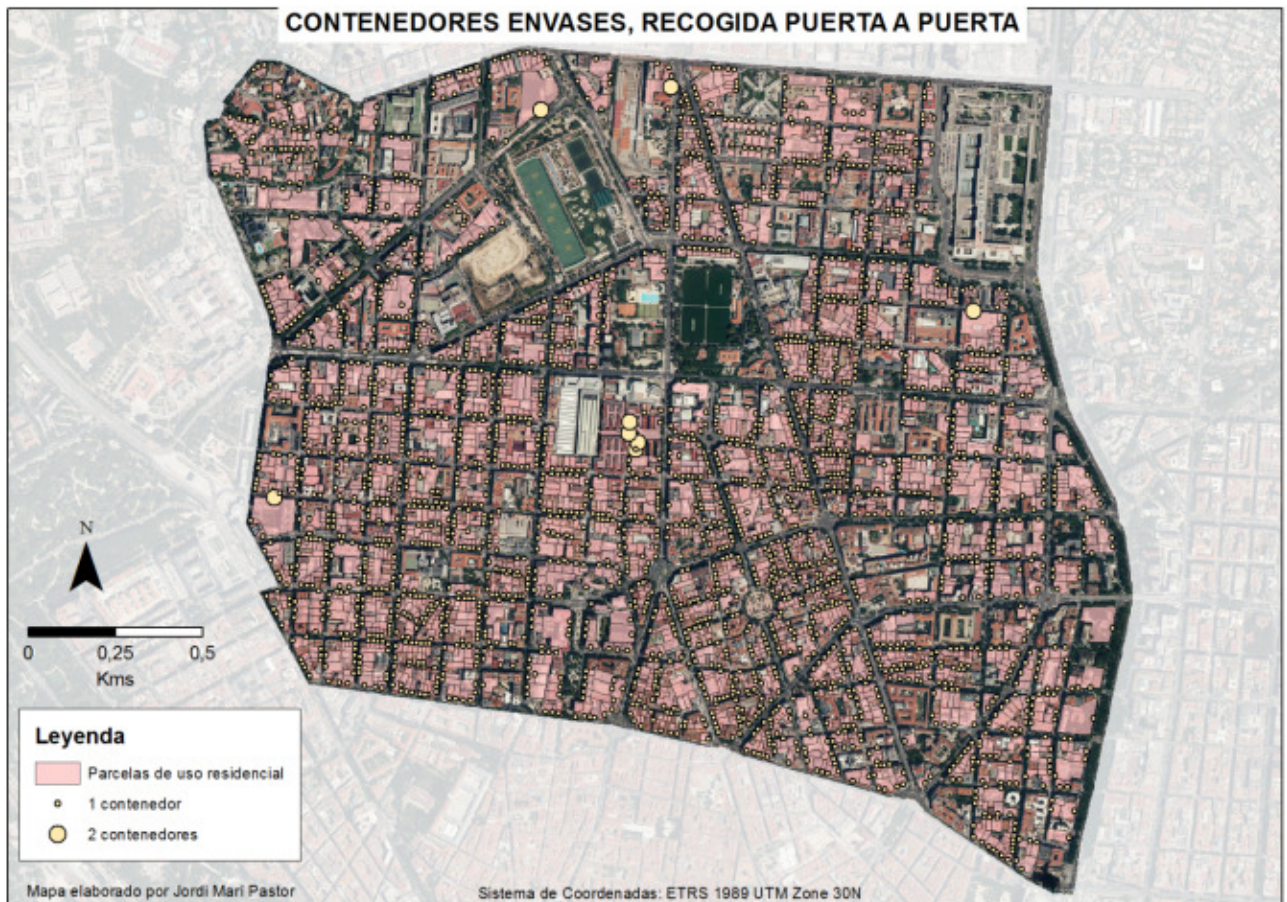 CONTENEDORES ENVASES, RECOGIDA PUERTA A PUERTA
N
0 0,25 0,5
Kms
Leyenda
Parcelas de uso residencial
1 contenedor
2 contenedores
Mapa elaborado por Jordi Marí Pastor
Sistema de Coordenadas: ETRS 1989 UTM Zone 30N